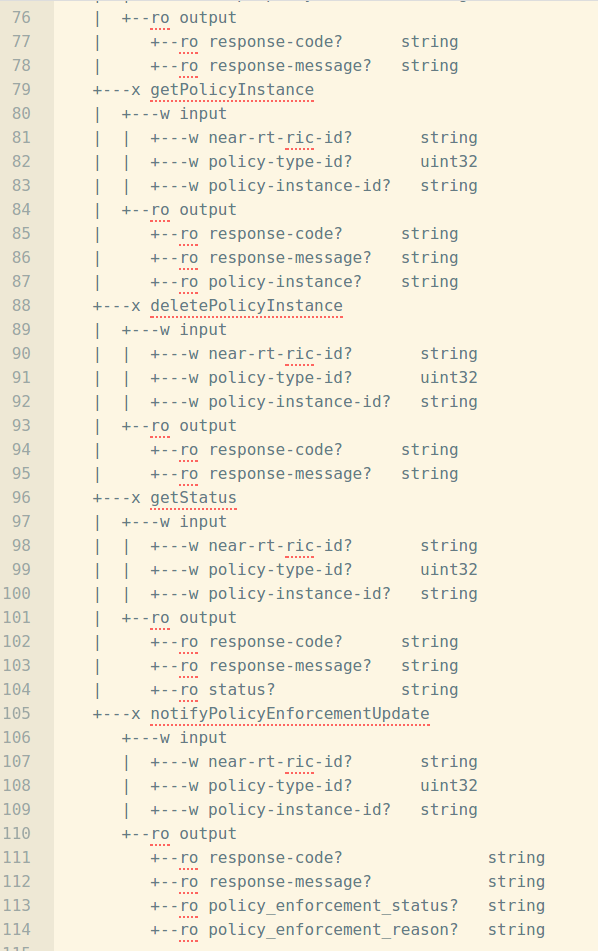 76    |  +--ro output
77    |     +--ro response-code?      string
78    |     +--ro response-message?   string
79    +---x getPolicyInstance
80    |  +---w input
81    |  |  +---w near-rt-ric-id?       string
82    |  |  +---w policy-type-id?       uint32
83    |  |  +---w policy-instance-id?   string
84    |  +--ro output
85    |     +--ro response-code?      string
86    |     +--ro response-message?   string
87    |     +--ro policy-instance?    string
88    +---x deletePolicyInstance
89    |  +---w input
90    |  |  +---w near-rt-ric-id?       string
91    |  |  +---w policy-type-id?       uint32
92    |  |  +---w policy-instance-id?   string
93    |  +--ro output
94    |     +--ro response-code?      string
95    |     +--ro response-message?   string
96    +---x getStatus
97    |  +---w input
98    |  |  +---w near-rt-ric-id?       string
99    |  |  +---w policy-type-id?       uint32
100   |  |  +---w policy-instance-id?   string
101   |  +--ro output
102   |     +--ro response-code?      string
103   |     +--ro response-message?   string
104   |     +--ro status?             string
105   +---x notifyPolicyEnforcementUpdate
106      +---w input
107      |  +---w near-rt-ric-id?       string
108      |  +---w policy-type-id?       uint32
109      |  +---w policy-instance-id?   string
110      +--ro output
111         +--ro response-code?               string
112         +--ro response-message?            string
113         +--ro policy_enforcement_status?   string
114         +--ro policy_enforcement_reason?   string